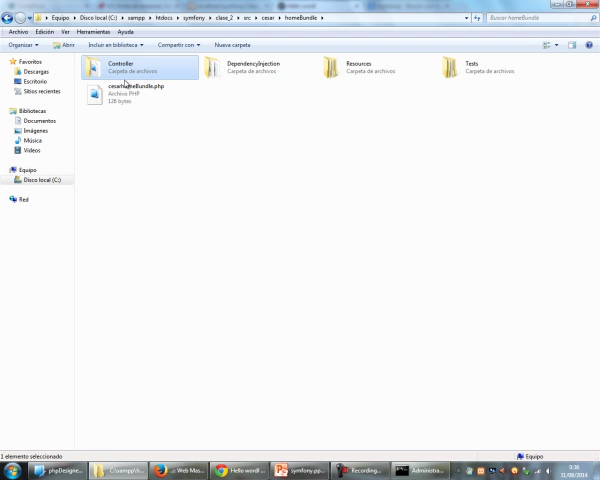 Equipo ▸ Disco local (C:) ▸ xampp ▸ htdocs ▸ symfony ▸ clase_2 ▸ src ▸ cesar ▸ homeBundle ▸
Buscar homeBundle
Archivo Edición Ver Herramientas Ayuda
Organizar Abrir Incluir en biblioteca Compartir con Nueva carpeta
Favoritos
Descargas
Escritorio
Sitios recientes
Bibliotecas
Documentos
Imágenes
Música
Vídeos
Equipo
Disco local (C:)
Red
Controller
Carpeta de archivos
DependencyInjection
Carpeta de archivos
Resources
Carpeta de archivos
Tests
Carpeta de archivos
cesarhomeBundle.php
Archivo PHP
126 bytes
1 elemento seleccionado
Equipo
phpDesigne...
C:\xampp\h...
Web Mas...
Hello word! ...
symfony.pp...
Recording...
Administra...
0:36
31/08/2014